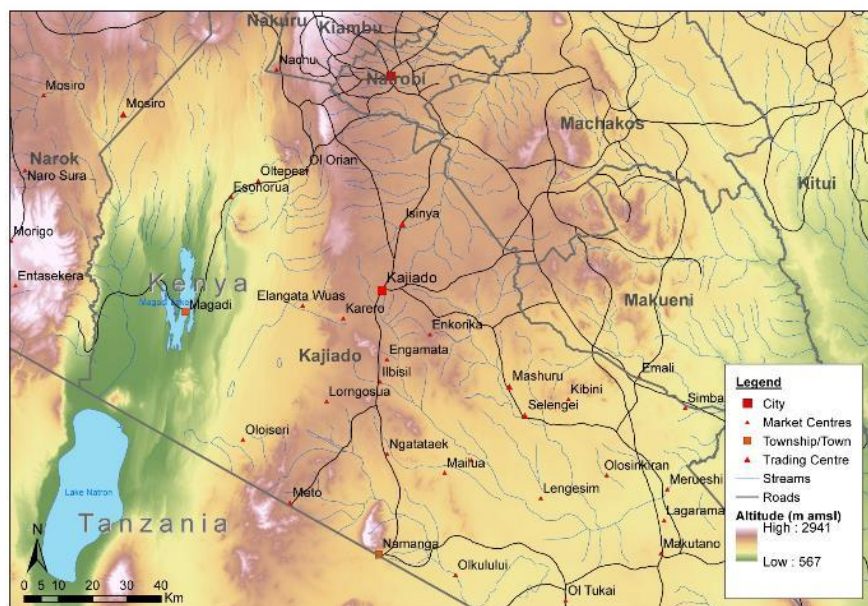 Nakuru
Kiambu
Nachu
Nairobi
Mosiro
Mosiro
Machakos
Narok
Naro Sura
Ol Orian
Oltepesi
Esonorua
Kitui
Isinya
Morigo
Entasekera
Kenya
Kajiado
Magadi
Elangata Wuas
Karero
Makueni
Enkorika
Kajiado
Engamata
Ilbisil
Emali
Mashuru
Kibini
Lorngosua
Simba
Selengei
Oloiseri
Ngatataek
Mailua
Olosinkiran
Merueshi
Lake Natron
Meto
Lengesim
Lagarama
Tanzania
Namanga
Makutano
Olkulului
Ol Tukai
N
0 5 10 20 30 40
Km
Legend
City
Market Centres
Township/Town
Trading Centre
Streams
Roads
Altitude (m amsl)
High : 2941
Low : 567